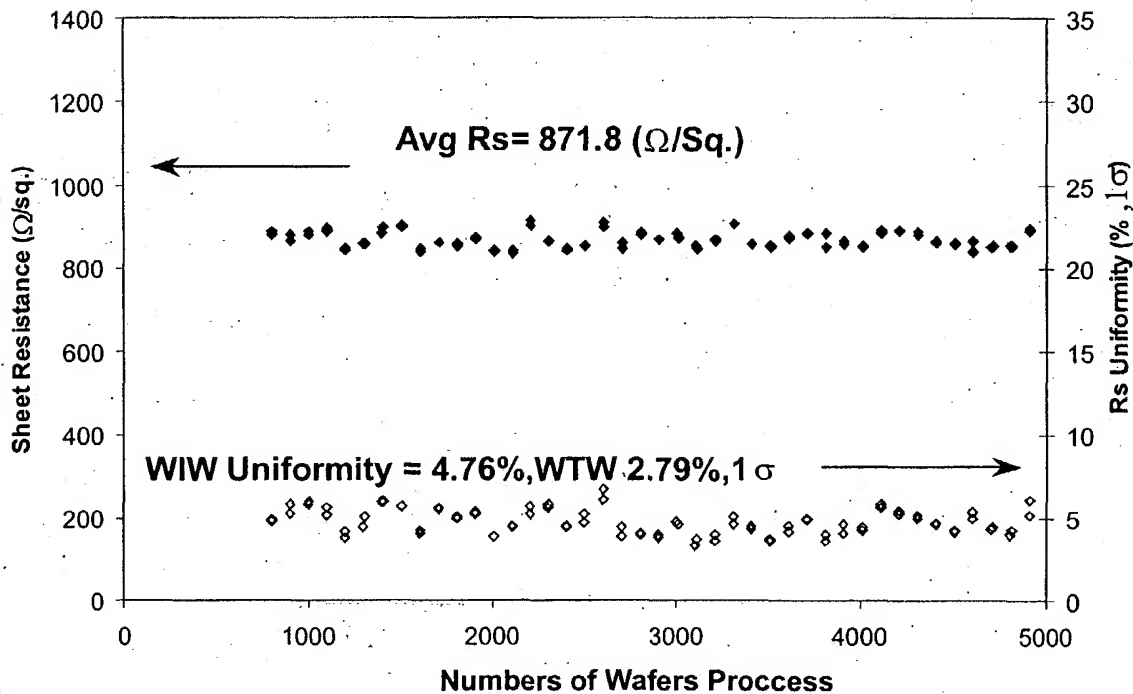 1400
1200
1000
800
600
400
200
0
Sheet Resistance (Ω/sq.)
35
30
25
20
15
10
5
0
Rs Uniformity (% ,1σ)
Avg Rs= 871.8 (Ω/Sq.)
WIW Uniformity = 4.76%,WTW 2.79%,1 σ
0 1000 2000 3000 4000 5000
Numbers of Wafers Proccess